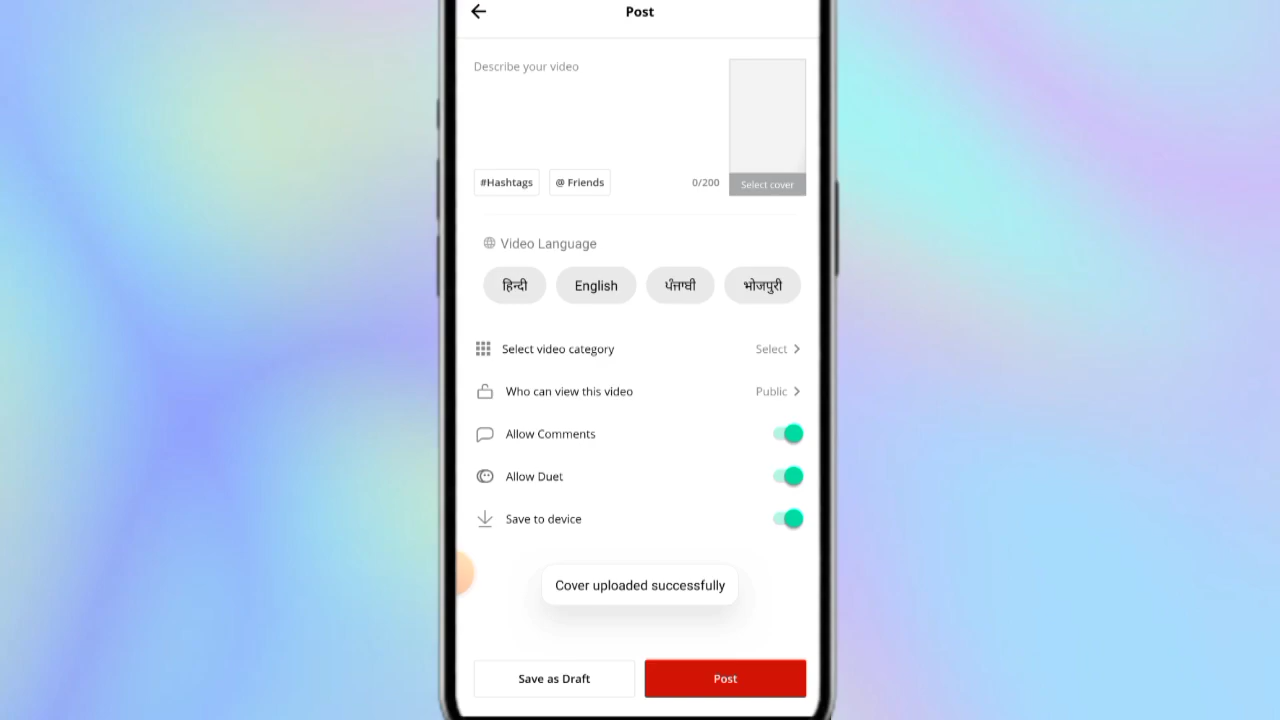 Post
Describe your video
#Hashtags @ Friends 0/200 Select cover
Video Language
हिन्दी English ਪੰਜਾਬੀ भोजपुरी
Select video category Select
Who can view this video Public
Allow Comments
Allow Duet
Save to device
Cover uploaded successfully
Save as Draft Post